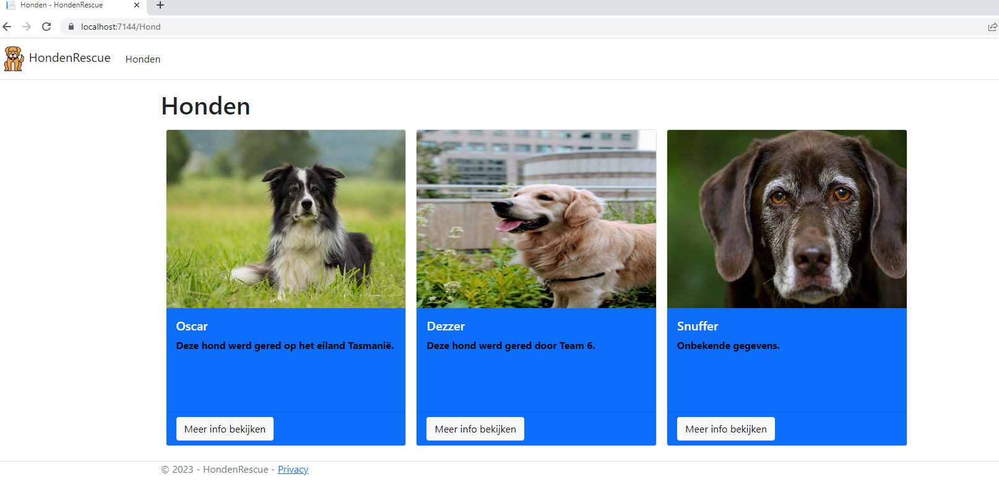 Honden - HondenRescue
localhost:7144/Hond
HondenRescue Honden
Honden
Oscar
Deze hond werd gered op het eiland Tasmanië.
Meer info bekijken
Dezzer
Deze hond werd gered door Team 6.
Meer info bekijken
Snuffer
Onbekende gegevens.
Meer info bekijken
© 2023 - HondenRescue - Privacy